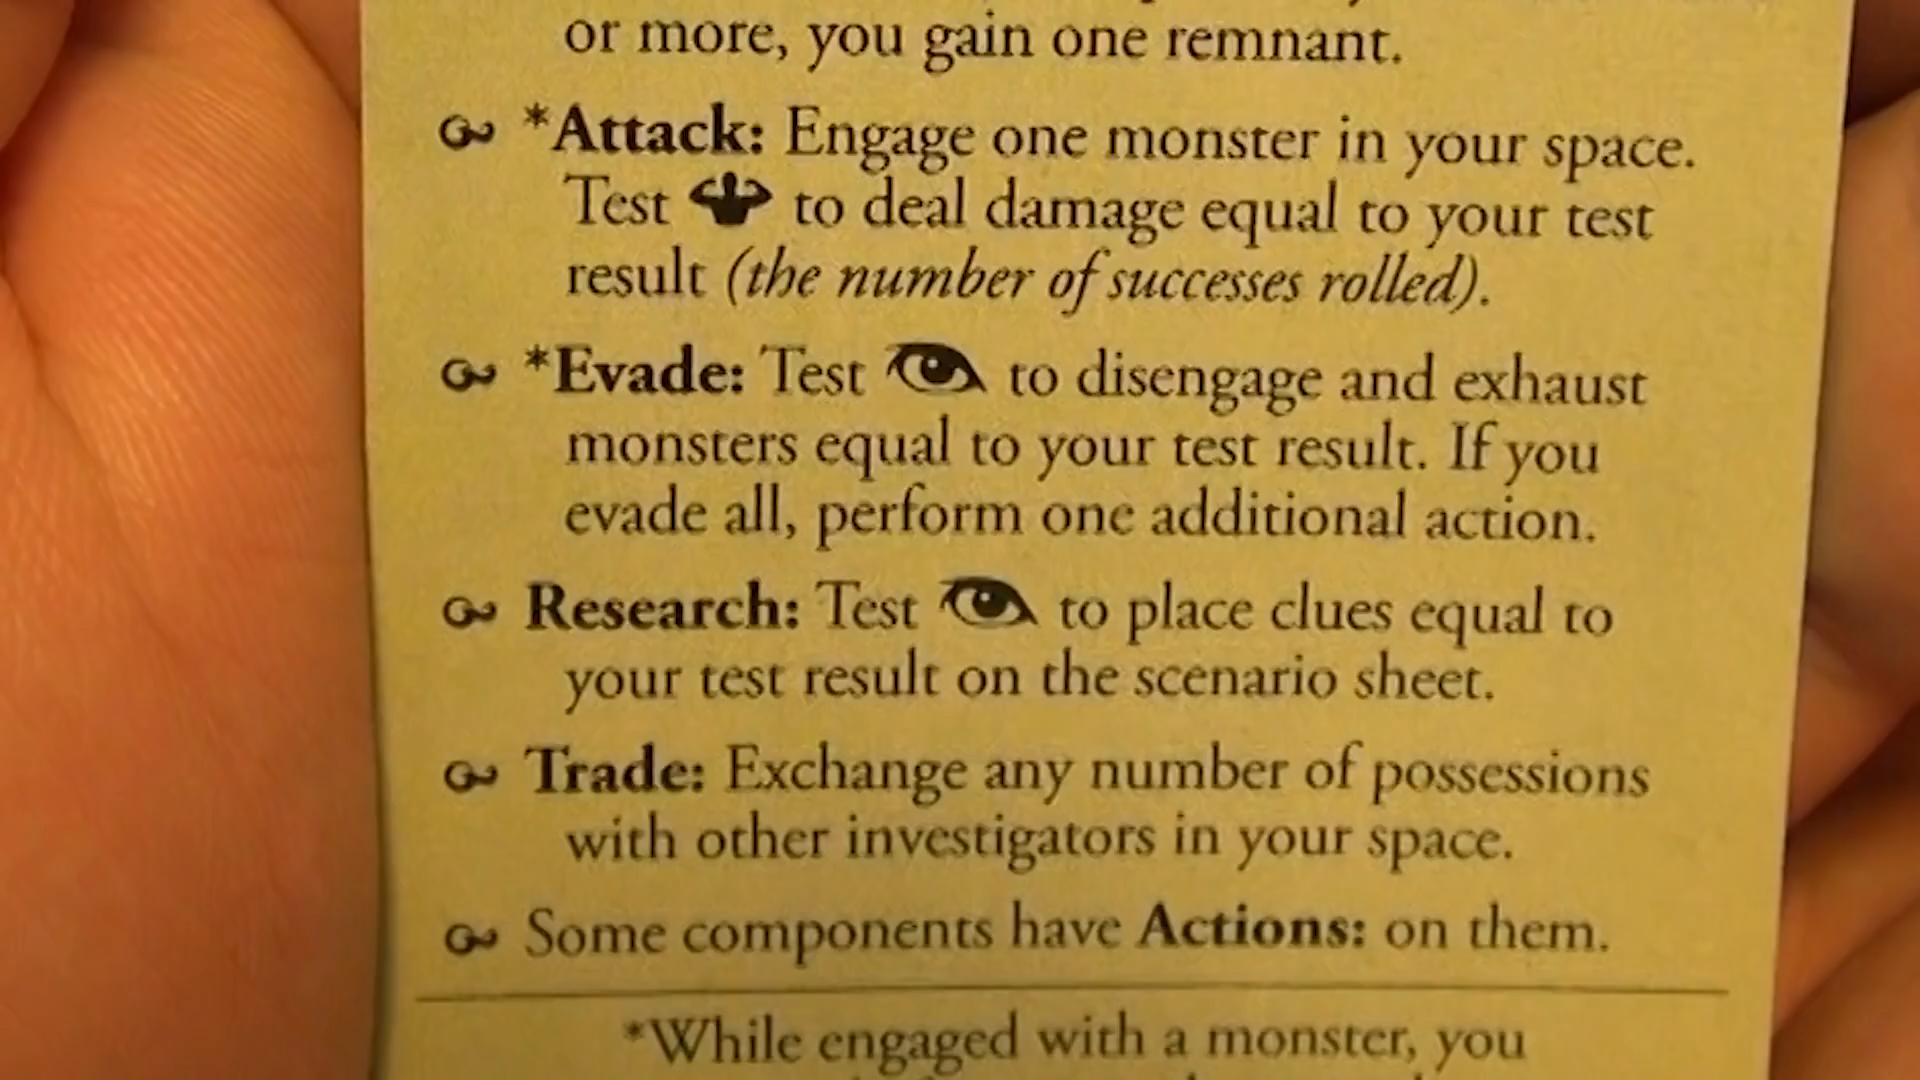 or more, you gain one remnant.
*Attack: Engage one monster in your space.
Test to deal damage equal to your test
result (the number of successes rolled).
*Evade: Test to disengage and exhaust
monsters equal to your test result. If you
evade all, perform one additional action.
Research: Test to place clues equal to
your test result on the scenario sheet.
Trade: Exchange any number of possessions
with other investigators in your space.
Some components have Actions: on them.
*While engaged with a monster, you